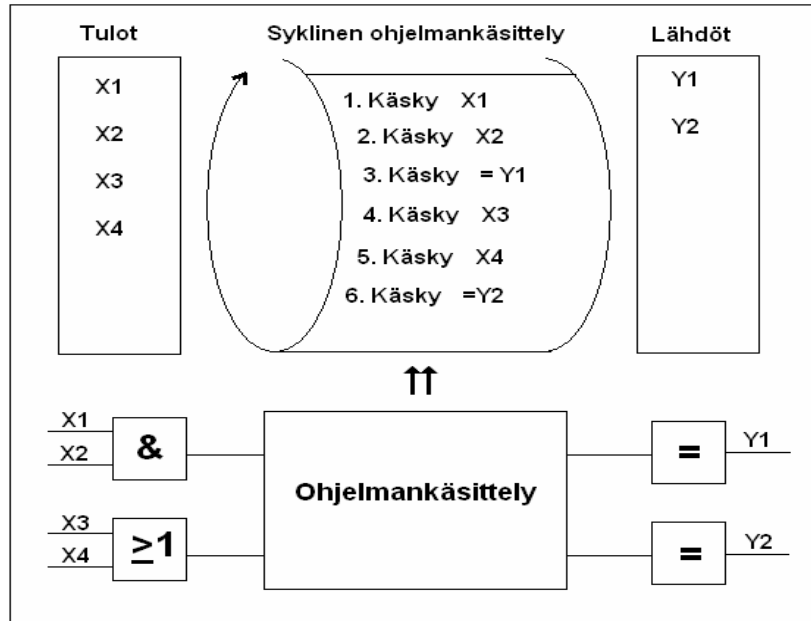 Tulot
Syklinen ohjelmankäsittely
Lähdöt
X1
X2
X3
X4
1. Käsky X1
2. Käsky X2
3. Käsky = Y1
4. Käsky X3
5. Käsky X4
6. Käsky =Y2
Y1
Y2
X1
X2
&
Ohjelmankäsittely
=
Y1
X3
X4
≥1
=
Y2